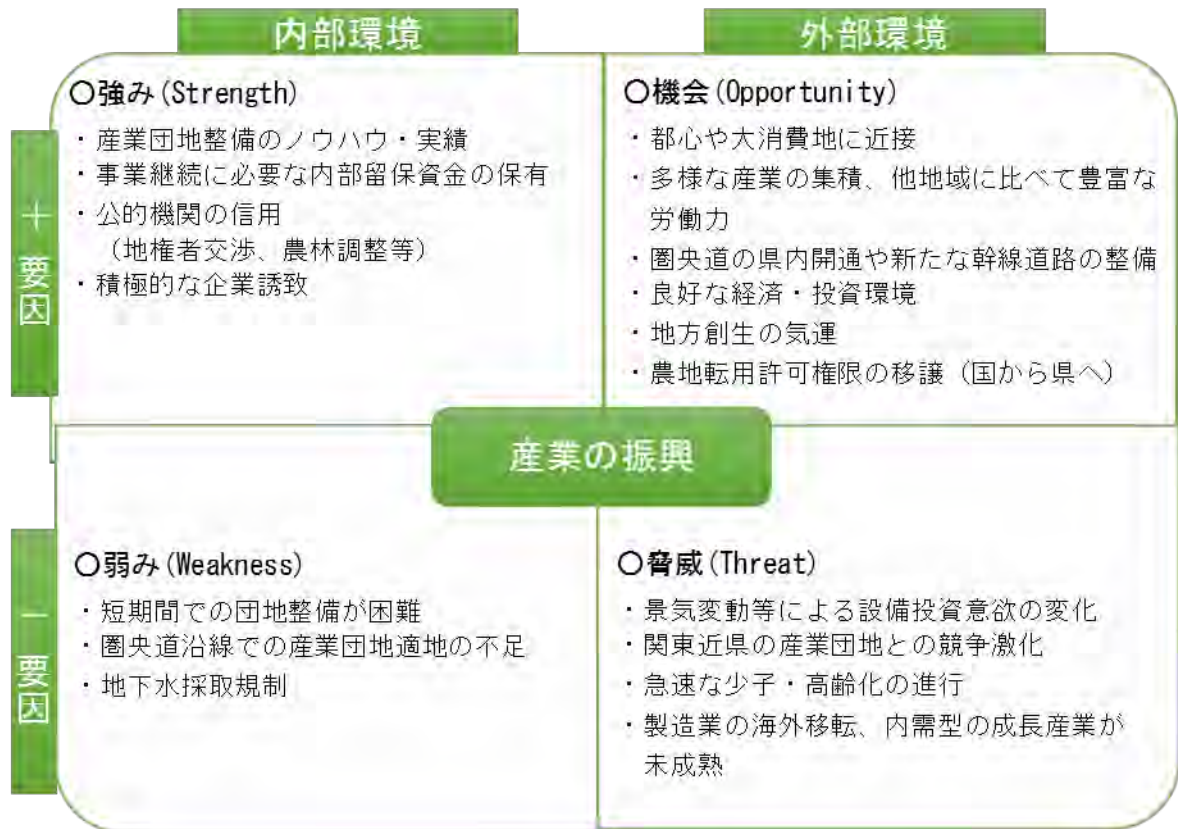 内部環境
外部環境
＋要因
○強み(Strength)
・産業団地整備のノウハウ・実績
・事業継続に必要な内部留保資金の保有
・公的機関の信用
（地権者交渉、農林調整等）
・積極的な企業誘致
○機会(Opportunity)
・都心や大消費地に近接
・多様な産業の集積、他地域に比べて豊富な
労働力
・圏央道の県内開通や新たな幹線道路の整備
・良好な経済・投資環境
・地方創生の気運
・農地転用許可権限の移譲（国から県へ）
産業の振興
－要因
○弱み(Weakness)
・短期間での団地整備が困難
・圏央道沿線での産業団地適地の不足
・地下水採取規制
○脅威(Threat)
・景気変動等による設備投資意欲の変化
・関東近県の産業団地との競争激化
・急速な少子・高齢化の進行
・製造業の海外移転、内需型の成長産業が
未成熟